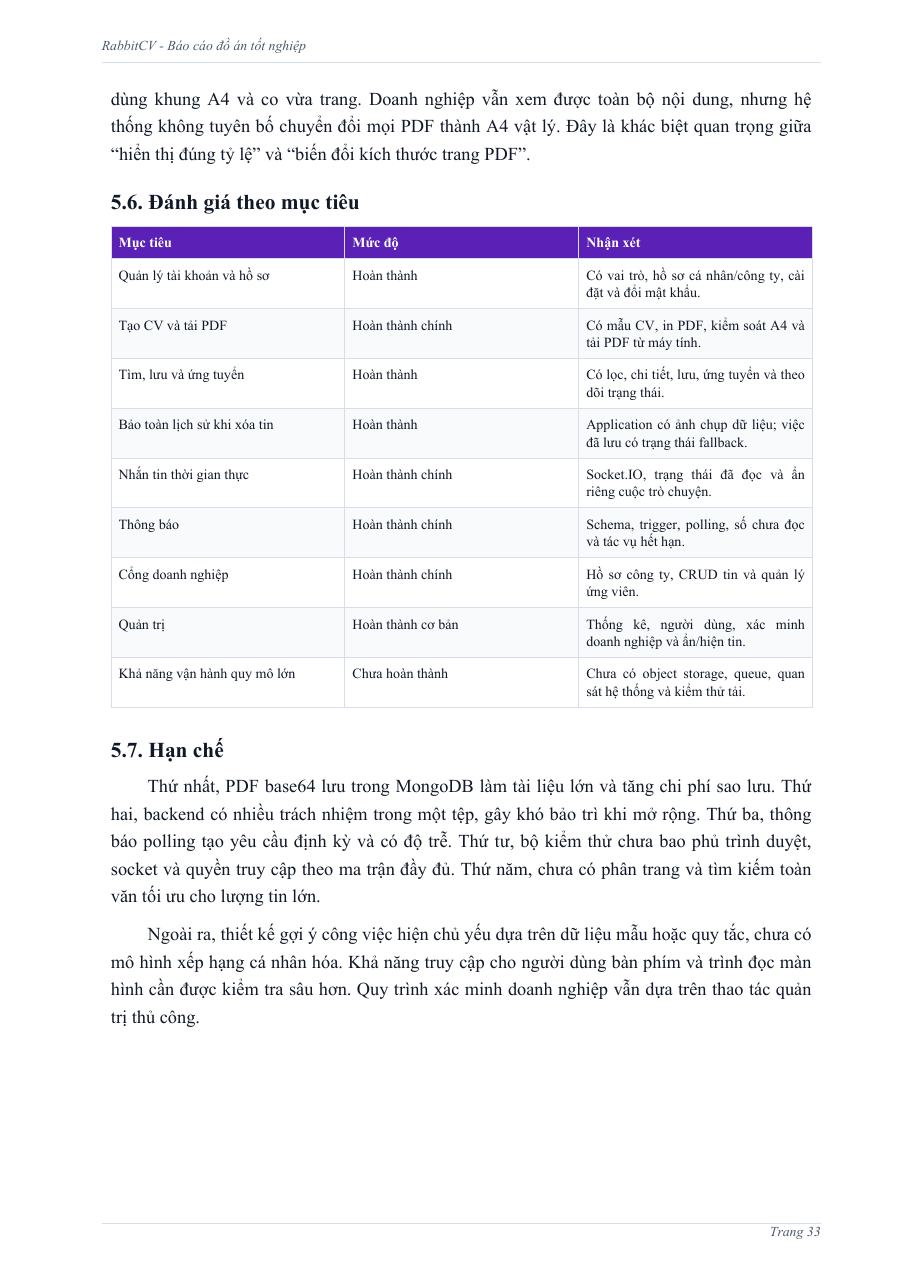 RabbitCV - Báo cáo đồ án tốt nghiệp
dùng khung A4 và co vừa trang. Doanh nghiệp vẫn xem được toàn bộ nội dung, nhưng hệ
thống không tuyên bố chuyển đổi mọi PDF thành A4 vật lý. Đây là khác biệt quan trọng giữa
“hiển thị đúng tỷ lệ” và “biến đổi kích thước trang PDF”.
5.6. Đánh giá theo mục tiêu
Mục tiêu Mức độ Nhận xét
Quản lý tài khoản và hồ sơ Hoàn thành Có vai trò, hồ sơ cá nhân/công ty, cài
đặt và đổi mật khẩu.
Tạo CV và tải PDF Hoàn thành chính Có mẫu CV, in PDF, kiểm soát A4 và
tải PDF từ máy tính.
Tìm, lưu và ứng tuyển Hoàn thành Có lọc, chi tiết, lưu, ứng tuyển và theo
dõi trạng thái.
Bảo toàn lịch sử khi xóa tin Hoàn thành Application có ảnh chụp dữ liệu; việc
đã lưu có trạng thái fallback.
Nhắn tin thời gian thực Hoàn thành chính Socket.IO, trạng thái đã đọc và ẩn
riêng cuộc trò chuyện.
Thông báo Hoàn thành chính Schema, trigger, polling, số chưa đọc
và tác vụ hết hạn.
Cổng doanh nghiệp Hoàn thành chính Hồ sơ công ty, CRUD tin và quản lý
ứng viên.
Quản trị Hoàn thành cơ bản Thống kê, người dùng, xác minh
doanh nghiệp và ẩn/hiện tin.
Khả năng vận hành quy mô lớn Chưa hoàn thành Chưa có object storage, queue, quan
sát hệ thống và kiểm thử tải.
5.7. Hạn chế
Thứ nhất, PDF base64 lưu trong MongoDB làm tài liệu lớn và tăng chi phí sao lưu. Thứ
hai, backend có nhiều trách nhiệm trong một tệp, gây khó bảo trì khi mở rộng. Thứ ba, thông
báo polling tạo yêu cầu định kỳ và có độ trễ. Thứ tư, bộ kiểm thử chưa bao phủ trình duyệt,
socket và quyền truy cập theo ma trận đầy đủ. Thứ năm, chưa có phân trang và tìm kiếm toàn
văn tối ưu cho lượng tin lớn.
Ngoài ra, thiết kế gợi ý công việc hiện chủ yếu dựa trên dữ liệu mẫu hoặc quy tắc, chưa có
mô hình xếp hạng cá nhân hóa. Khả năng truy cập cho người dùng bàn phím và trình đọc màn
hình cần được kiểm tra sâu hơn. Quy trình xác minh doanh nghiệp vẫn dựa trên thao tác quản
trị thủ công.
Trang 33